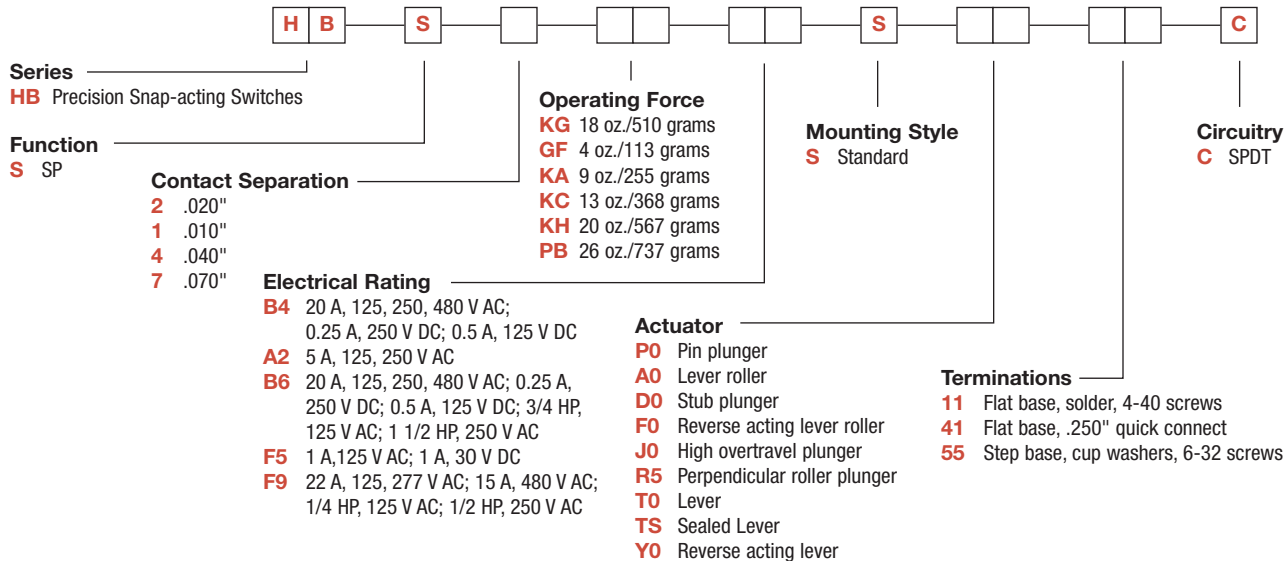 H B S S C
Series
HB Precision Snap-acting Switches
Function
S SP
Contact Separation
2 .020"
1 .010"
4 .040"
7 .070"
Operating Force
KG 18 oz./510 grams
GF 4 oz./113 grams
KA 9 oz./255 grams
KC 13 oz./368 grams
KH 20 oz./567 grams
PB 26 oz./737 grams
Electrical Rating
B4 20 A, 125, 250, 480 V AC;
0.25 A, 250 V DC; 0.5 A, 125 V DC
A2 5 A, 125, 250 V AC
B6 20 A, 125, 250, 480 V AC; 0.25 A,
250 V DC; 0.5 A, 125 V DC; 3/4 HP,
125 V AC; 1 1/2 HP, 250 V AC
F5 1 A,125 V AC; 1 A, 30 V DC
F9 22 A, 125, 277 V AC; 15 A, 480 V AC;
1/4 HP, 125 V AC; 1/2 HP, 250 V AC
Mounting Style
S Standard
Actuator
P0 Pin plunger
A0 Lever roller
D0 Stub plunger
F0 Reverse acting lever roller
J0 High overtravel plunger
R5 Perpendicular roller plunger
T0 Lever
TS Sealed Lever
Y0 Reverse acting lever
Terminations
11 Flat base, solder, 4-40 screws
41 Flat base, .250" quick connect
55 Step base, cup washers, 6-32 screws
Circuitry
C SPDT